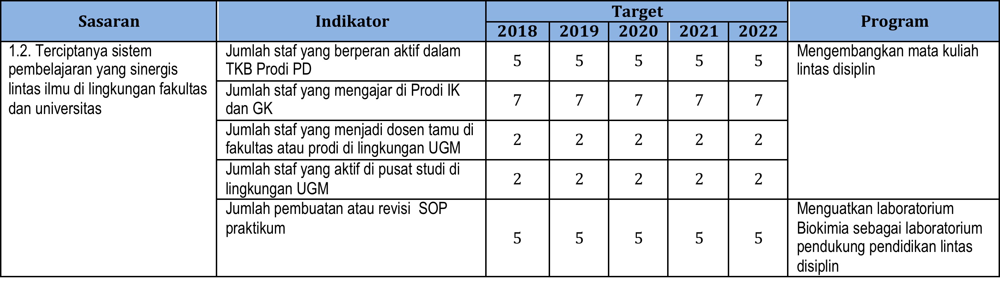 Sasaran
Indikator
Target
Program
2018 2019 2020 2021 2022
1.2. Terciptanya sistem
pembelajaran yang sinergis
lintas ilmu di lingkungan fakultas
dan universitas
Jumlah staf yang berperan aktif dalam
TKB Prodi PD
5 5 5 5 5
Mengembangkan mata kuliah
lintas disiplin
Jumlah staf yang mengajar di Prodi IK
dan GK
7 7 7 7 7
Jumlah staf yang menjadi dosen tamu di
fakultas atau prodi di lingkungan UGM
2 2 2 2 2
Jumlah staf yang aktif di pusat studi di
lingkungan UGM
2 2 2 2 2
Jumlah pembuatan atau revisi  SOP
praktikum
5 5 5 5 5
Menguatkan laboratorium
Biokimia sebagai laboratorium
pendukung pendidikan lintas
disiplin